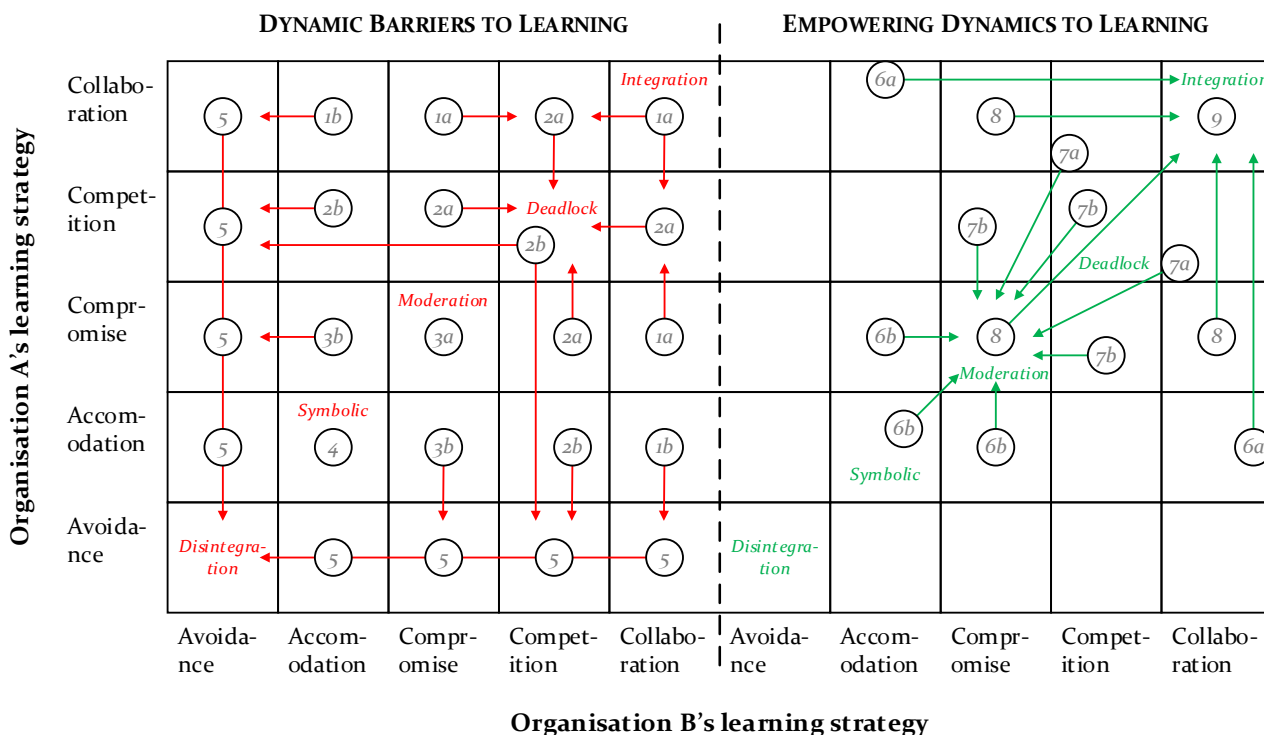 DYNAMIC BARRIERS TO LEARNING
EMPOWERING DYNAMICS TO LEARNING
Organisation A's learning strategy
Collabo-
ration
Integration
5
1b
1a
2a
1a
6a
Integration
8
9
7a
Compet-
ition
5
2b
2a
Deadlock
2b
2a
7b
7b
Deadlock
7a
Compr-
omise
Moderation
5
3b
3a
2a
1a
6b
8
7b
8
Moderation
Accom-
odation
Symbolic
5
4
3b
2b
1b
6b
6b
6a
Symbolic
Avoida-
nce
Disintegra-
tion
5
5
5
5
Disintegra-
tion
Avoida-
nce
Accom-
odation
Compr-
omise
Compet-
ition
Collabo-
ration
Avoida-
nce
Accom-
odation
Compr-
omise
Compet-
ition
Collabo-
ration
Organisation B's learning strategy